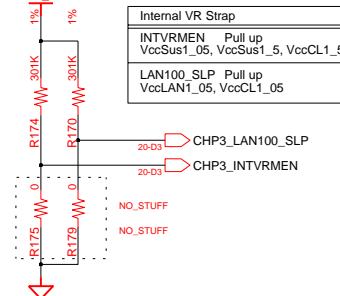 1%
1%
Internal VR Strap
INTVRMEN Pull up
VccSus1_05, VccSus1_5, VccCL1_5
LAN100_SLP Pull up
VccLAN1_05, VccCL1_05
301K
301K
R174
R170
20-D3
CHP3_LAN100_SLP
20-D3
CHP3_INTVRMEN
0
0
NO_STUFF
NO_STUFF
R175
R179